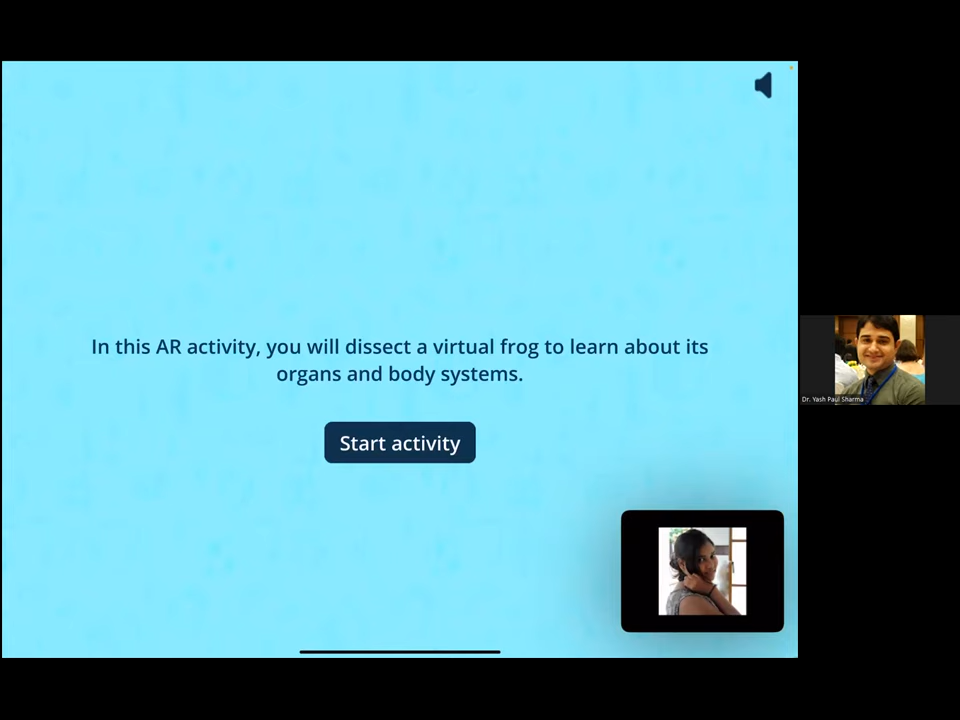 In this AR activity, you will dissect a virtual frog to learn about its
organs and body systems.
Start activity
Dr. Yash Paul Sharma